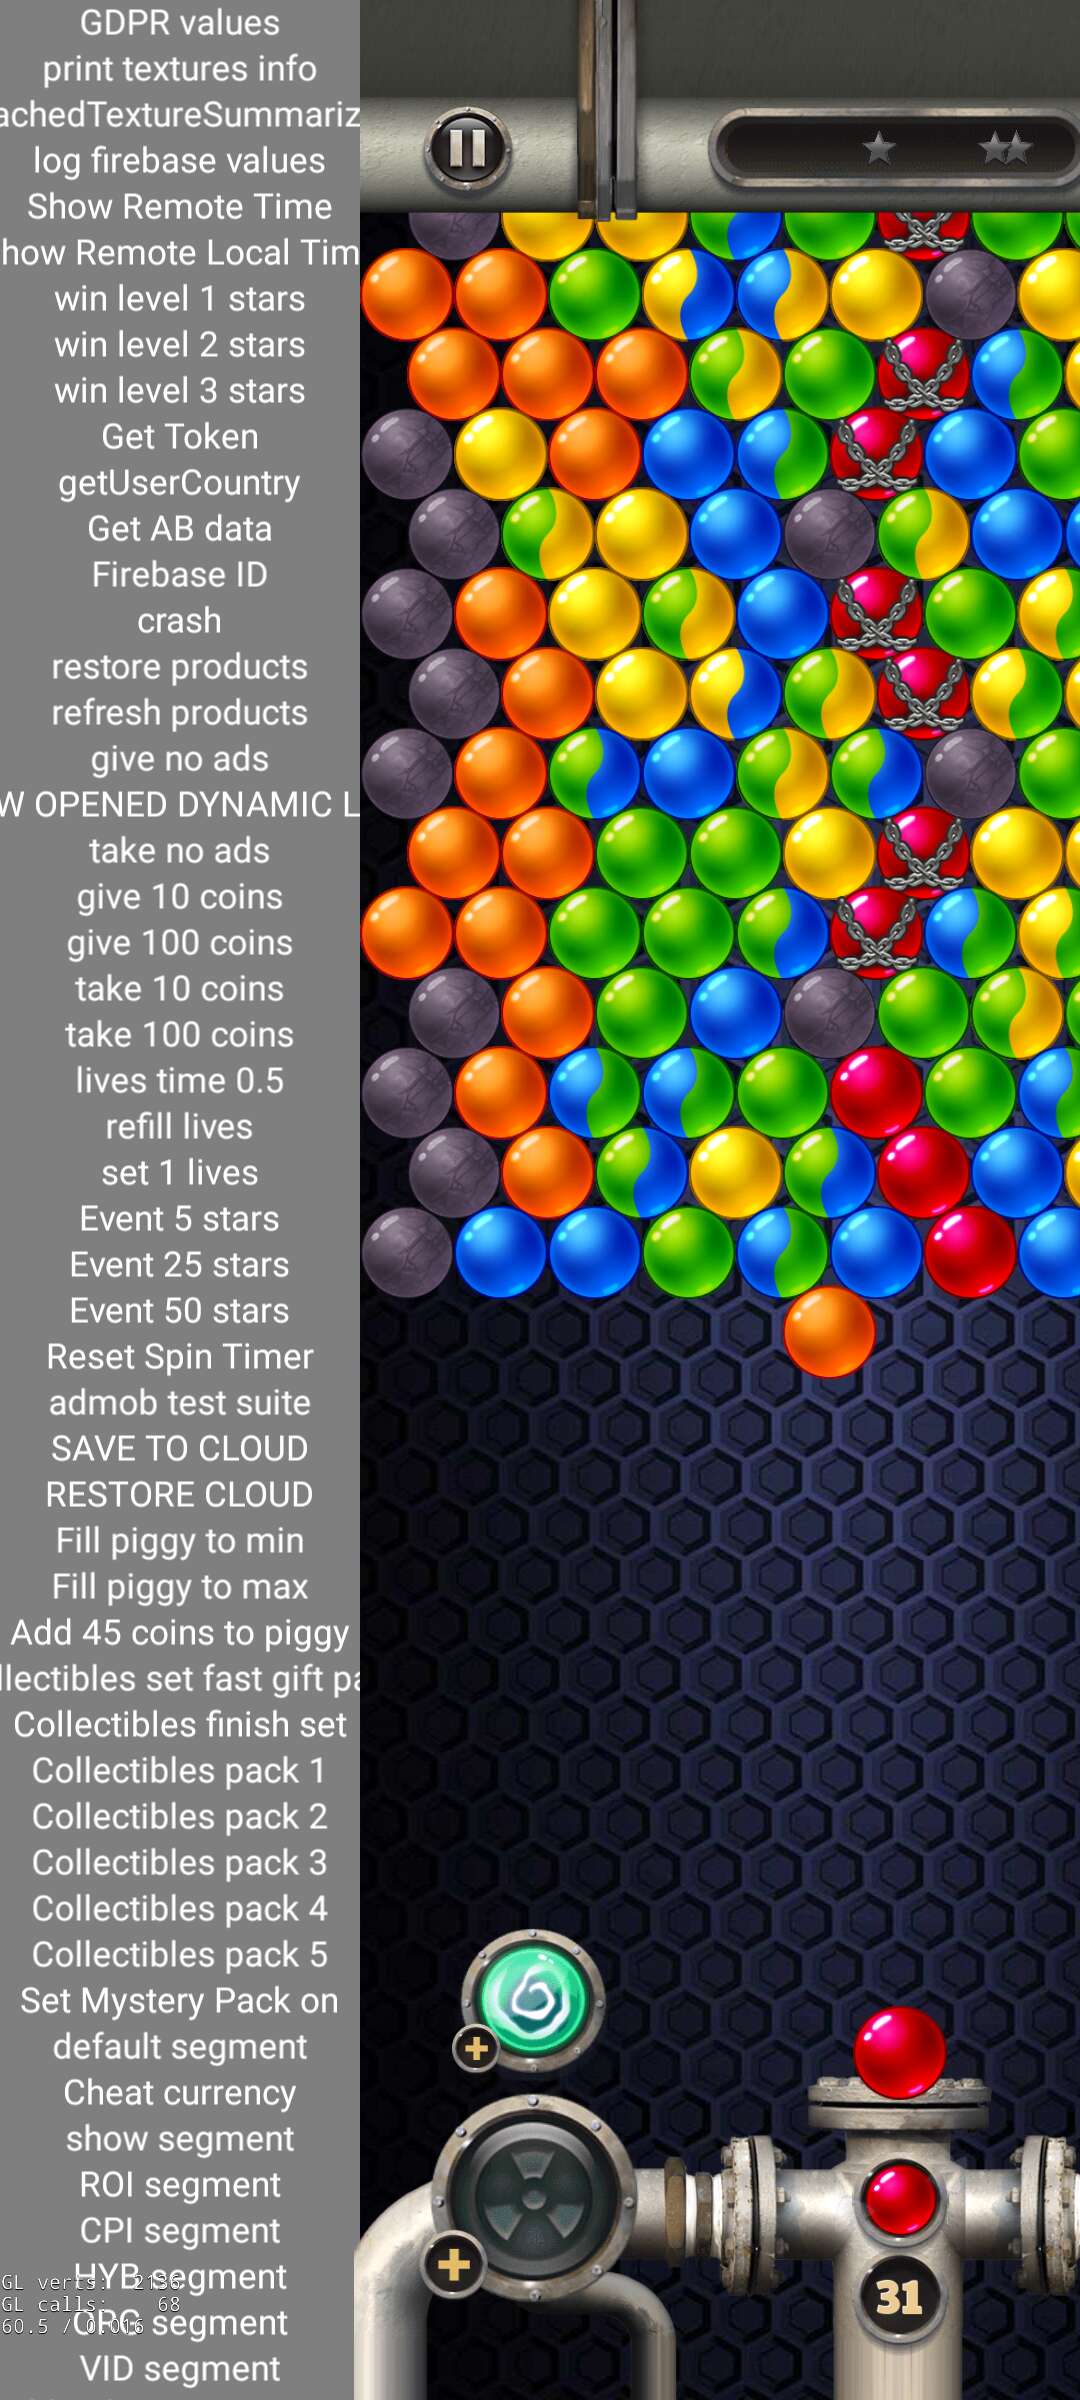 GDPR values
print textures info
achedTextureSummariz
log firebase values
Show Remote Time
how Remote Local Tim
win level 1 stars
win level 2 stars
win level 3 stars
Get Token
getUserCountry
Get AB data
Firebase ID
crash
restore products
refresh products
give no ads
W OPENED DYNAMIC L
take no ads
give 10 coins
give 100 coins
take 10 coins
take 100 coins
lives time 0.5
refill lives
set 1 lives
Event 5 stars
Event 25 stars
Event 50 stars
Reset Spin Timer
admob test suite
SAVE TO CLOUD
RESTORE CLOUD
Fill piggy to min
Fill piggy to max
Add 45 coins to piggy
llectibles set fast gift pa
Collectibles finish set
Collectibles pack 1
Collectibles pack 2
Collectibles pack 3
Collectibles pack 4
Collectibles pack 5
Set Mystery Pack on
default segment
Cheat currency
show segment
ROI segment
CPI segment
HYB segment
GL verts: 2136
GL calls: 68
ORG segment
60.5 / 0.016
VID segment
31